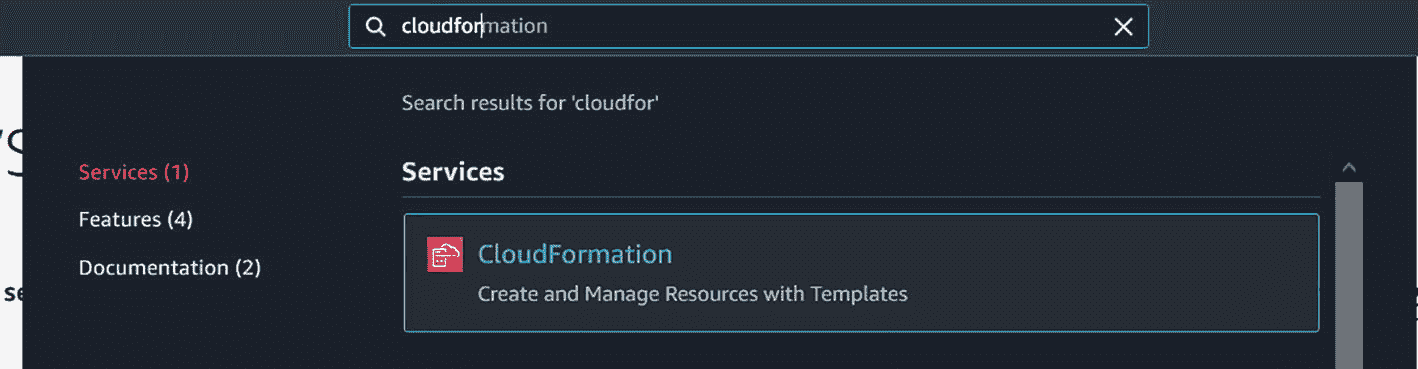 cloudformation
Search results for 'cloudfor'
Services (1)
Features (4)
Documentation (2)
Services
CloudFormation
Create and Manage Resources with Templates